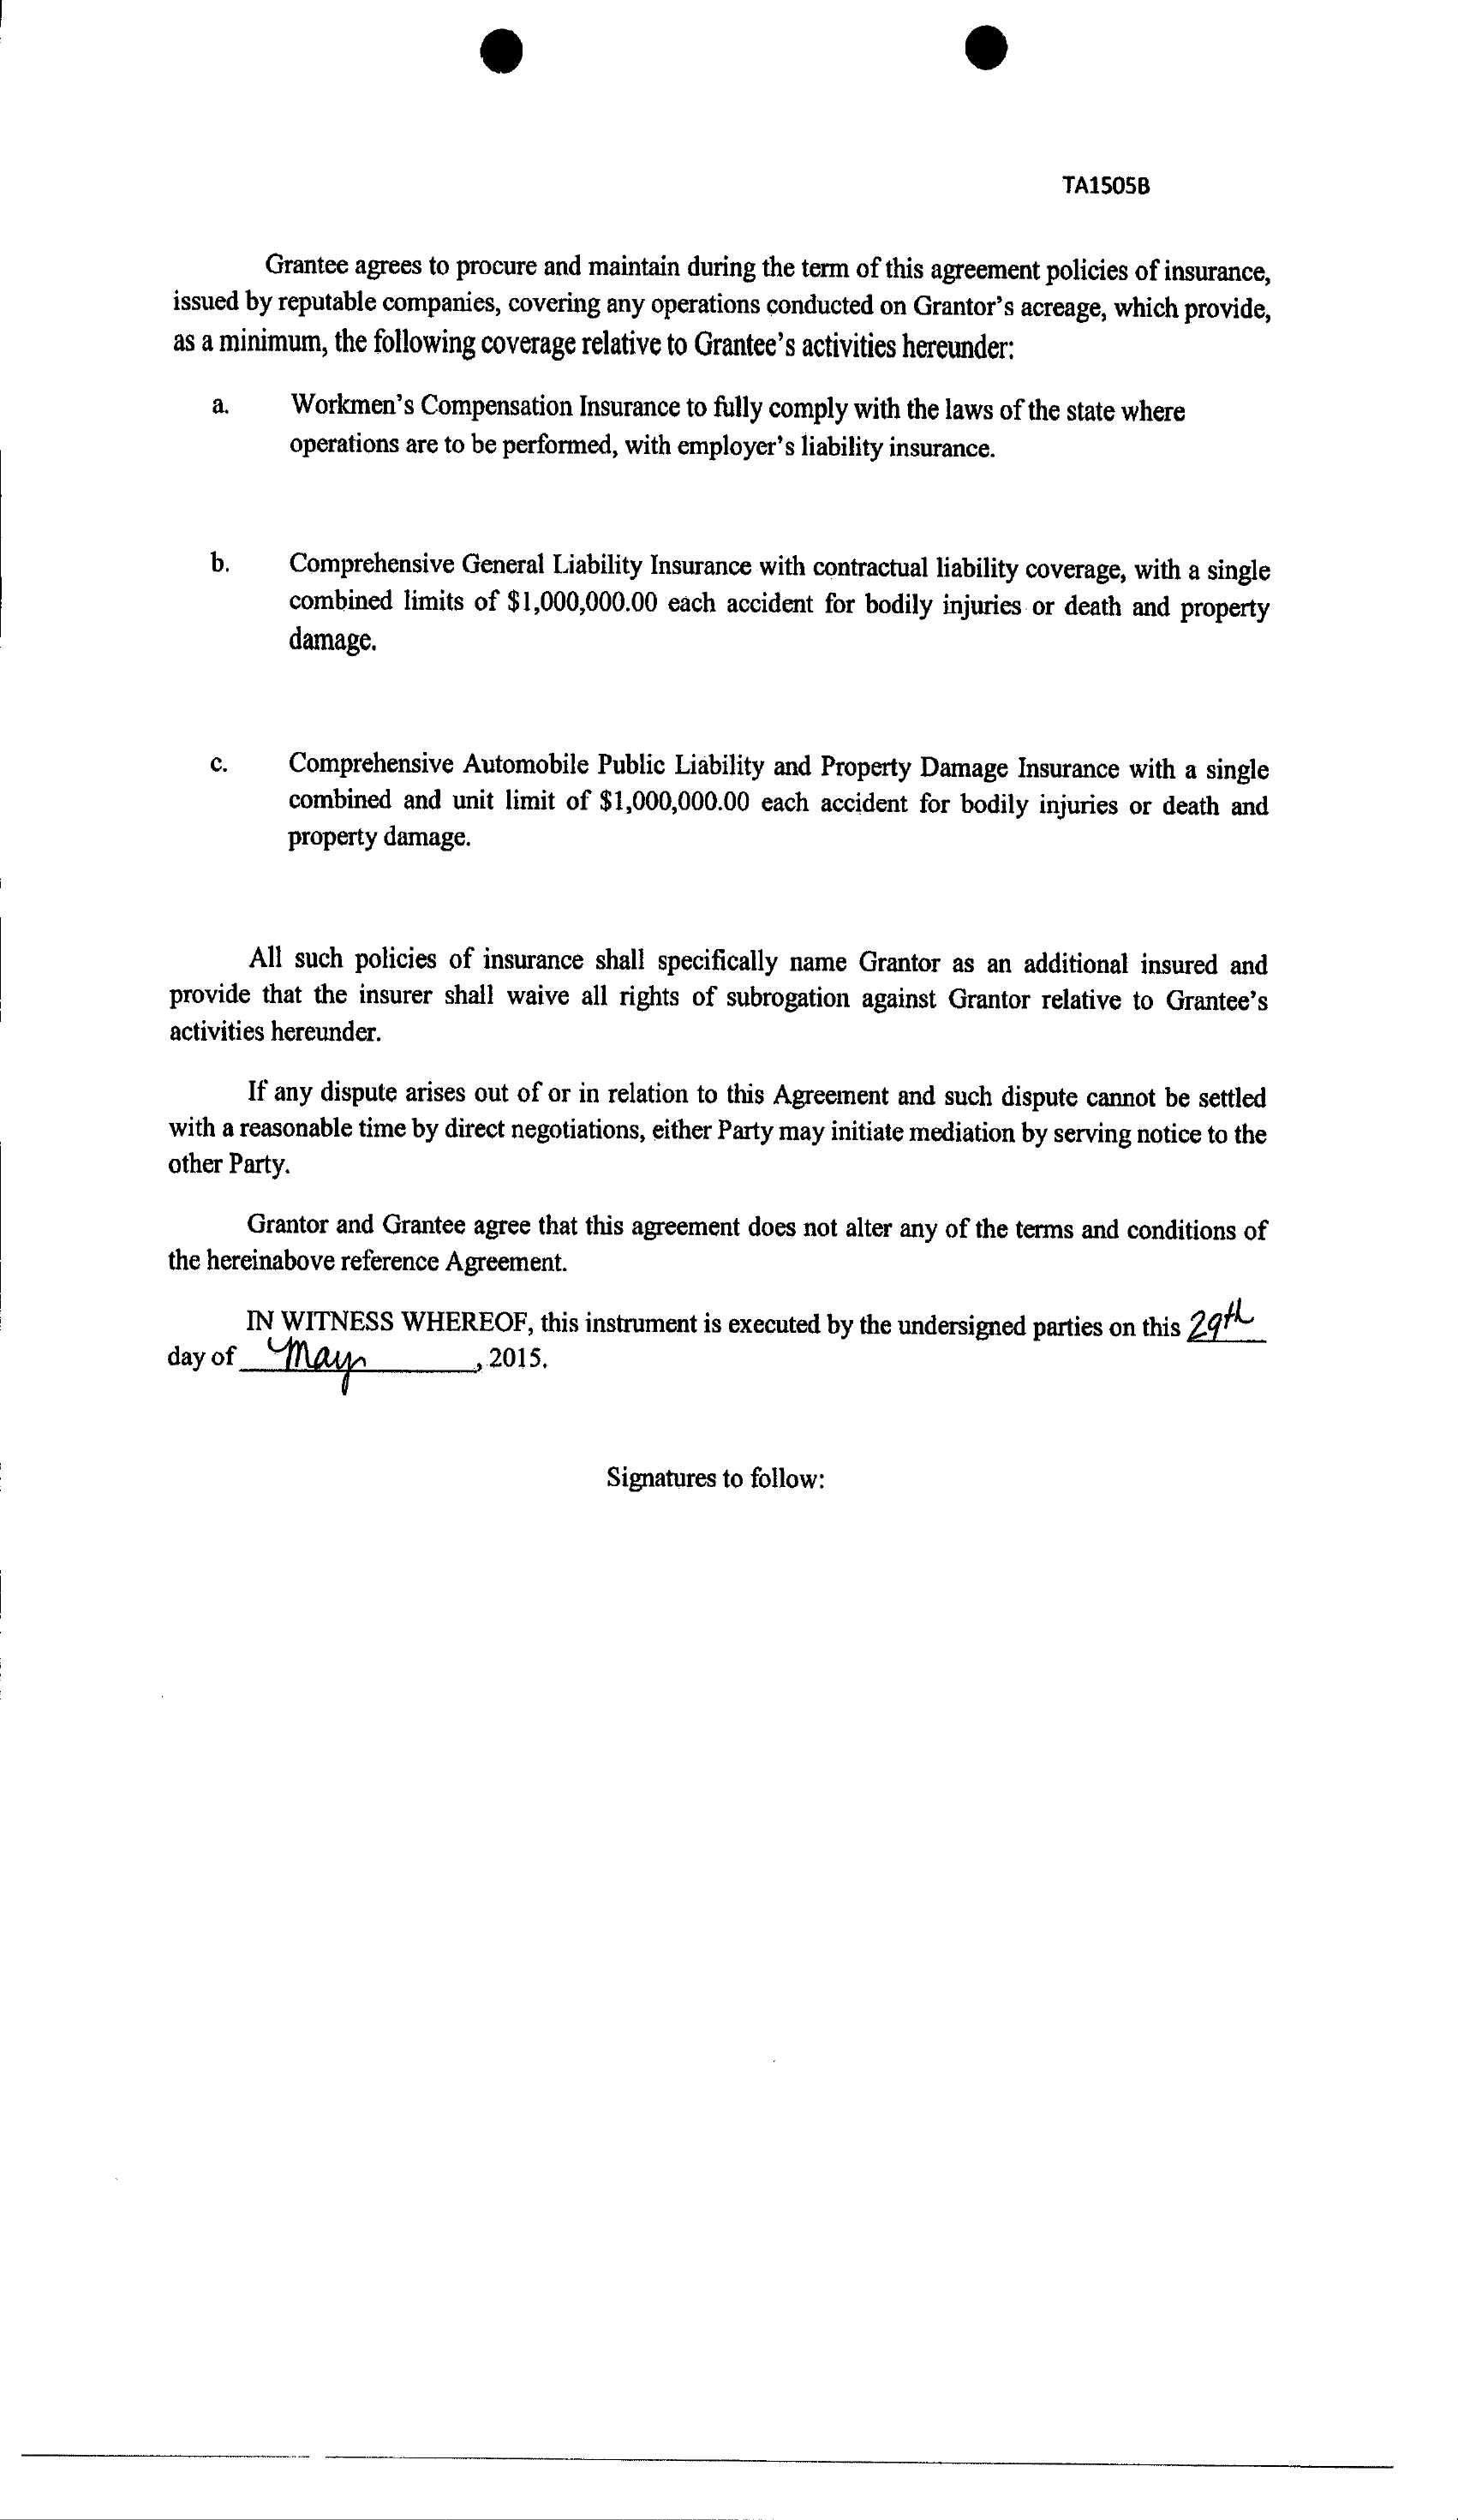 TA1505B
Grantee agrees to procure and maintain during the term of this agreement policies of insurance,
issued by reputable companies, covering any operations conducted on Grantor's acreage, which provide,
as a minimum, the following coverage relative to Grantee's activities hereunder:
a. Workmen's Compensation Insurance to fully comply with the laws of the state where
operations are to be performed, with employer's liability insurance.
b. Comprehensive General Liability Insurance with contractual liability coverage, with a single
combined limits of $1,000,000.00 each accident for bodily injuries or death and property
damage.
c. Comprehensive Automobile Public Liability and Property Damage Insurance with a single
combined and unit limit of $1,000,000.00 each accident for bodily injuries or death and
property damage.
All such policies of insurance shall specifically name Grantor as an additional insured and
provide that the insurer shall waive all rights of subrogation against Grantor relative to Grantee's
activities hereunder.
If any dispute arises out of or in relation to this Agreement and such dispute cannot be settled
with a reasonable time by direct negotiations, either Party may initiate mediation by serving notice to the
other Party.
Grantor and Grantee agree that this agreement does not alter any of the terms and conditions of
the hereinabove reference Agreement.
IN WITNESS WHEREOF, this instrument is executed by the undersigned parties on this 29th
day of May, 2015.
Signatures to follow: